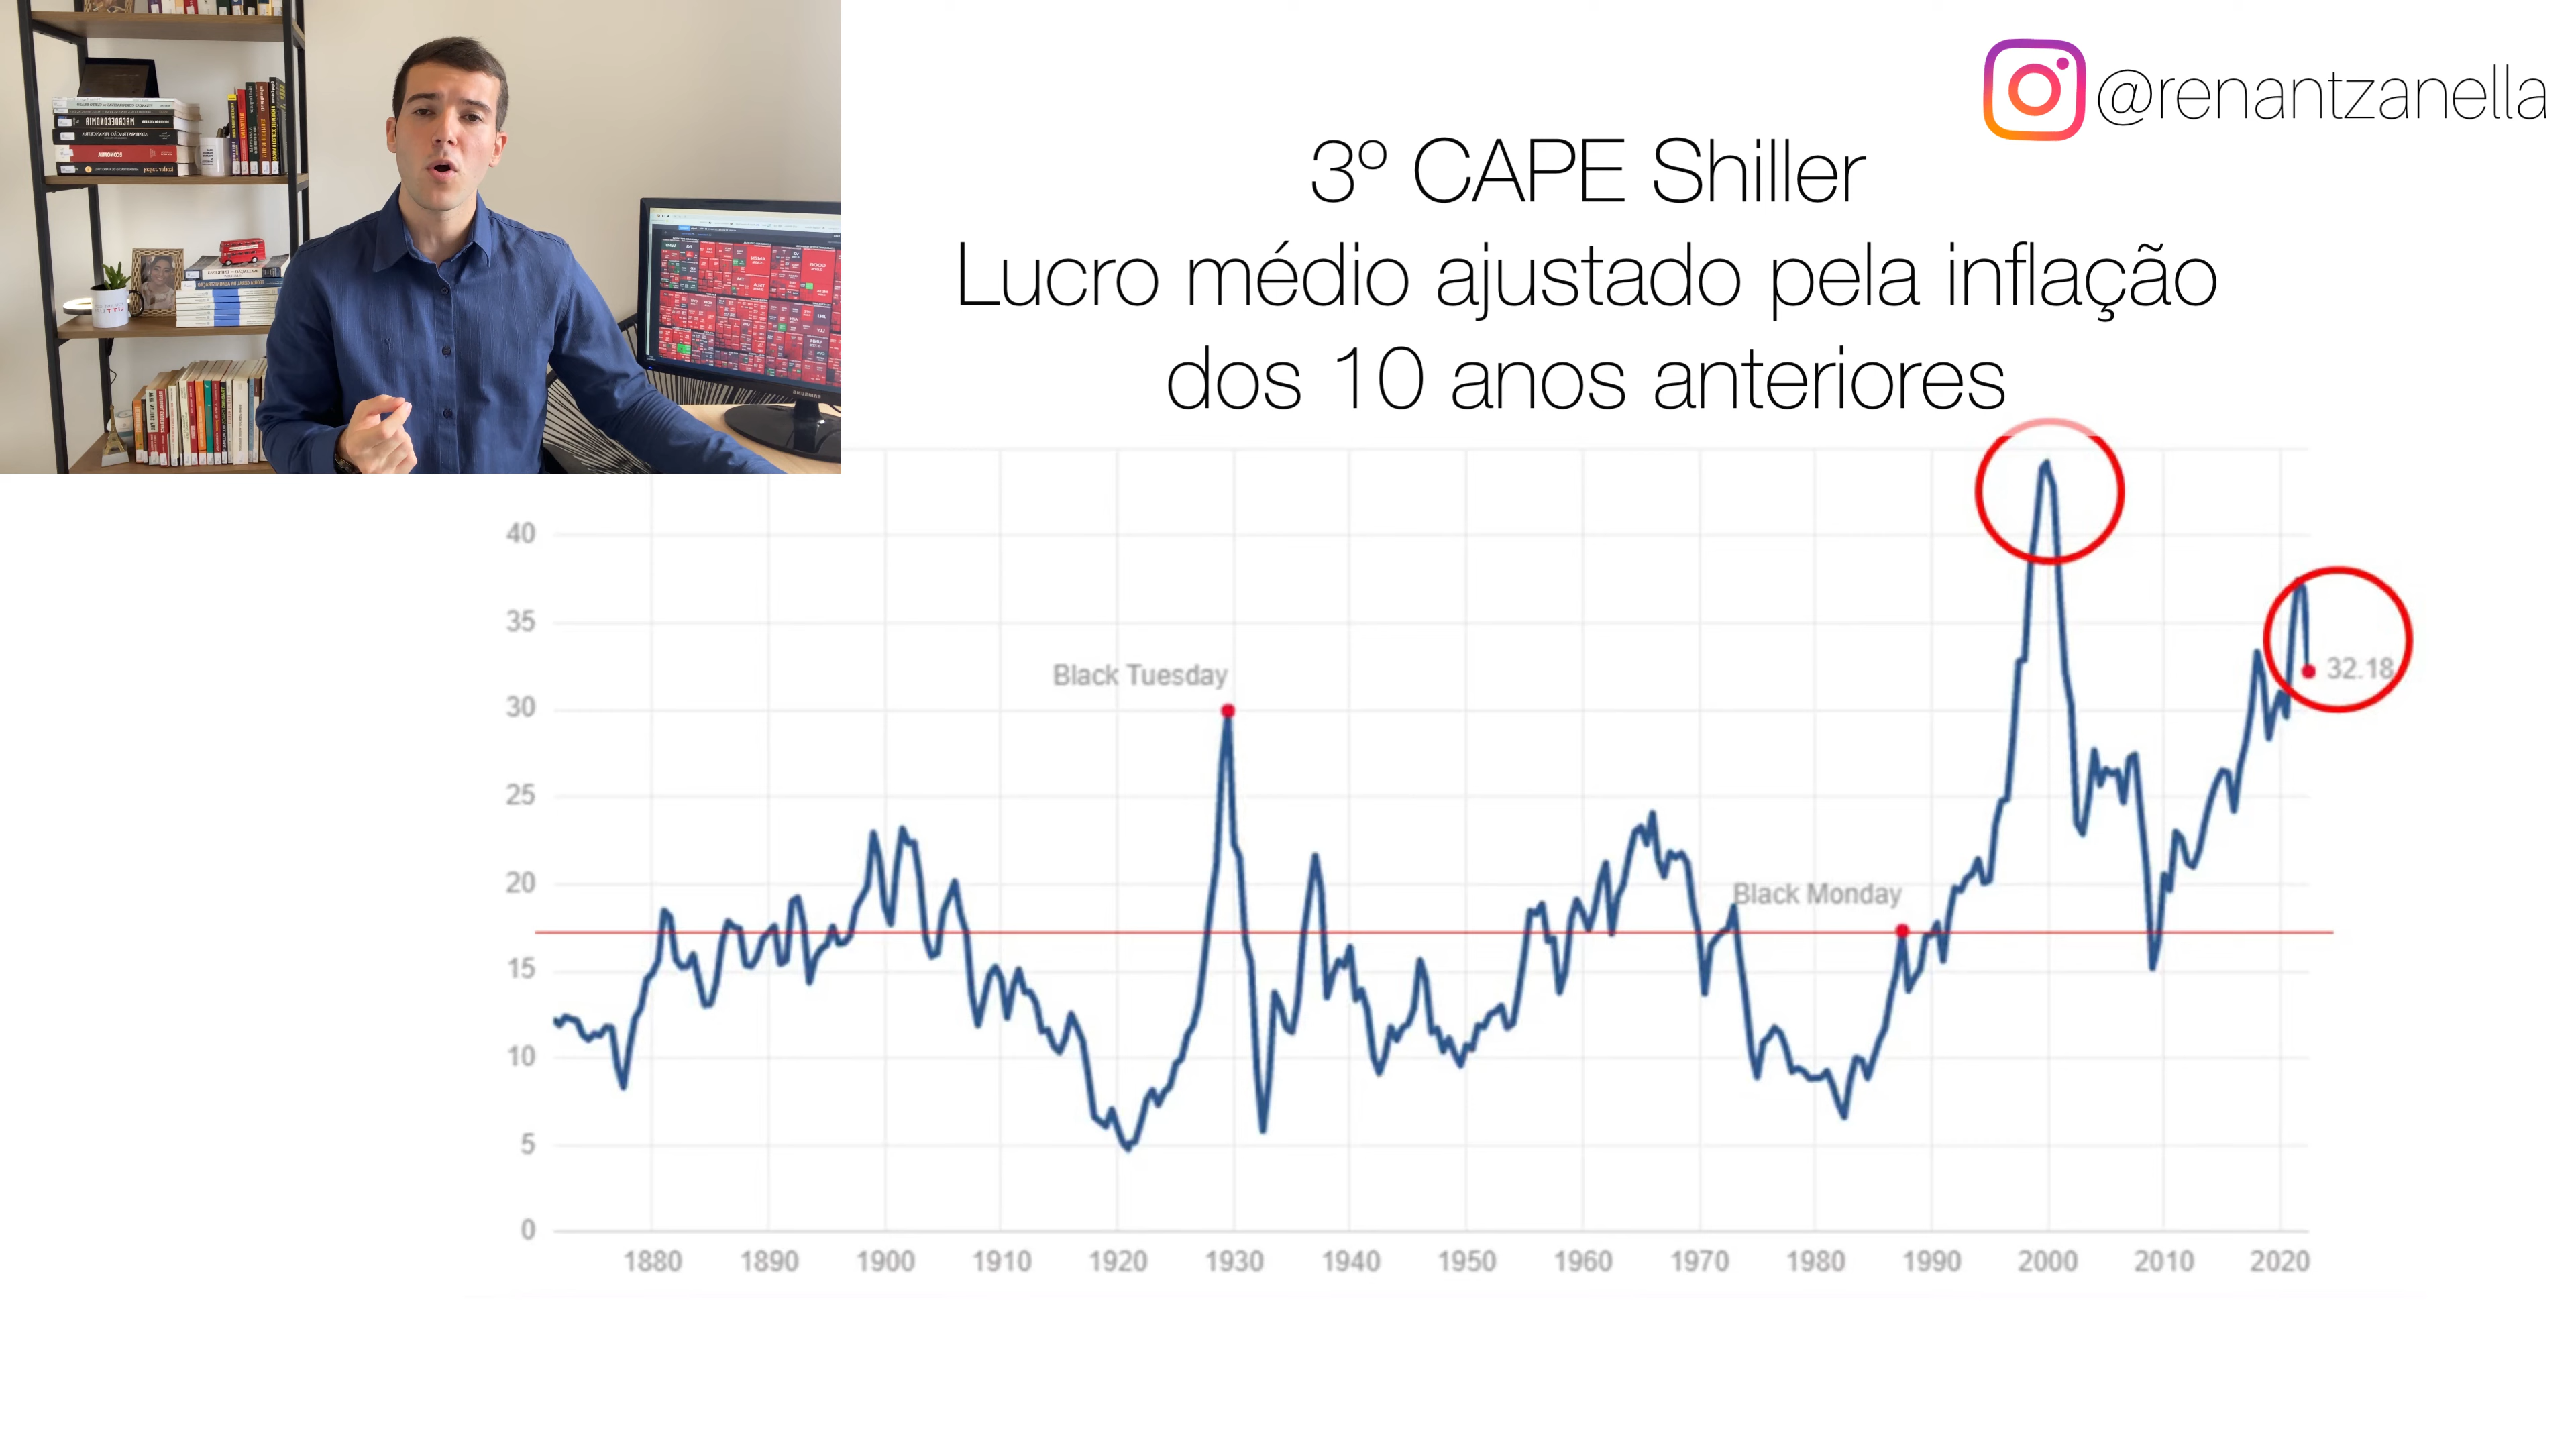 @renantzanella
3º CAPE Shiller
Lucro médio ajustado pela inflação
dos 10 anos anteriores
MACROECONOMIA
ECONOMIA
40
35
30
25
20
15
10
5
0
Black Tuesday
Black Monday
32.18
1880 1890 1900 1910 1920 1930 1940 1950 1960 1970 1980 1990 2000 2010 2020